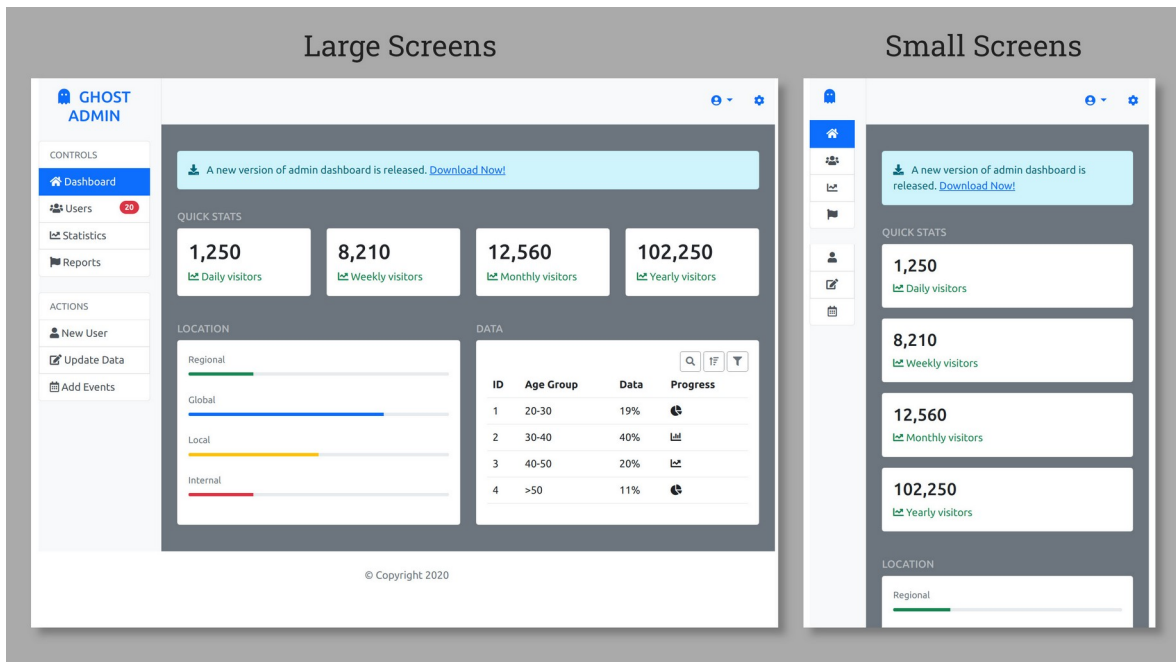 Large Screens
GHOST
ADMIN
CONTROLS
Dashboard
Users 20
Statistics
Reports
ACTIONS
New User
Update Data
Add Events
A new version of admin dashboard is released. Download Now!
QUICK STATS
1,250
Daily visitors
8,210
Weekly visitors
12,560
Monthly visitors
102,250
Yearly visitors
LOCATION
Regional
Global
Local
Internal
DATA
ID Age Group Data Progress
1 20-30 19%
2 30-40 40%
3 40-50 20%
4 >50 11%
© Copyright 2020
Small Screens
A new version of admin dashboard is
released. Download Now!
QUICK STATS
1,250
Daily visitors
8,210
Weekly visitors
12,560
Monthly visitors
102,250
Yearly visitors
LOCATION
Regional